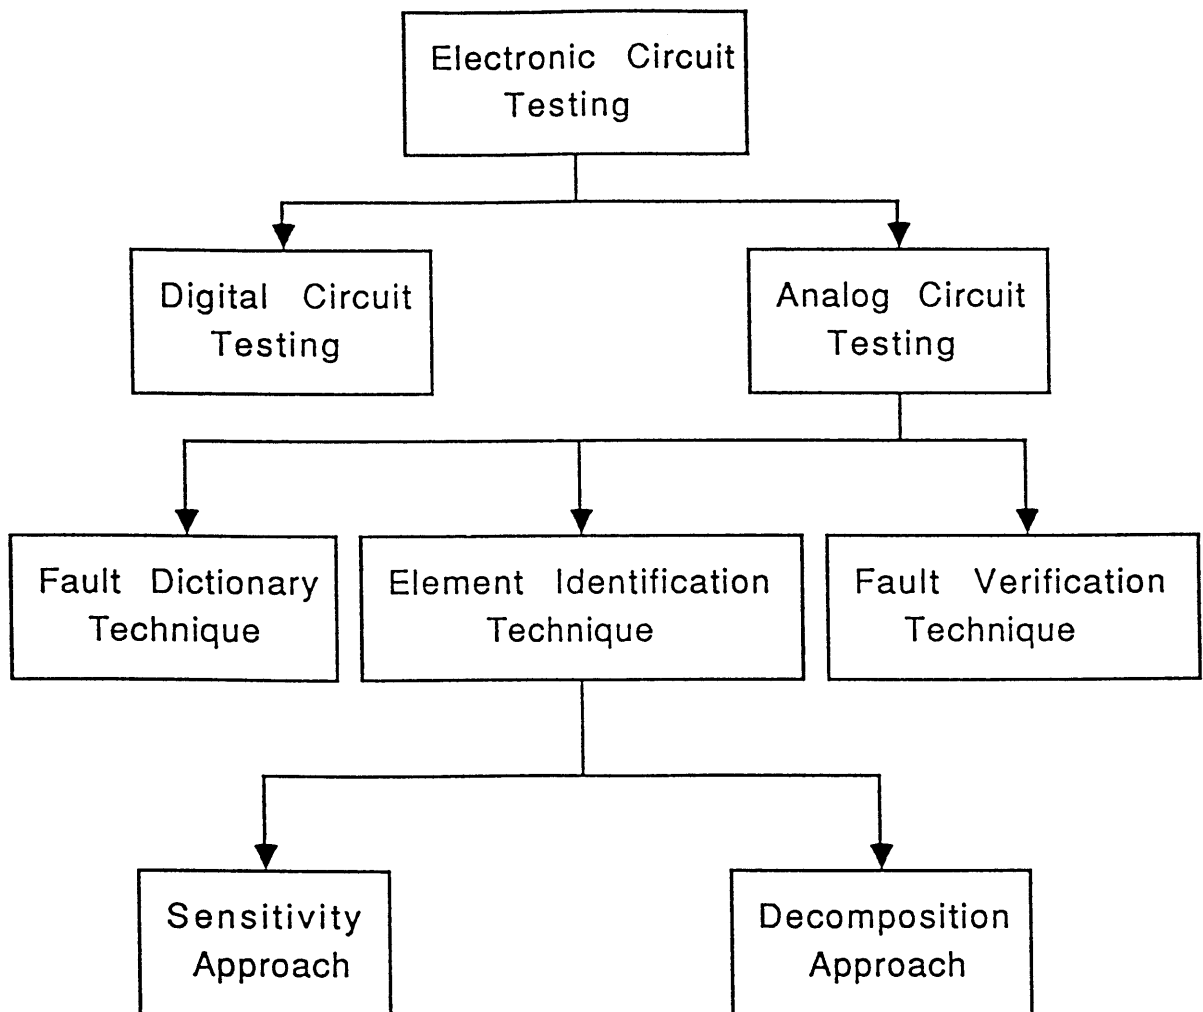 Electronic Circuit
Testing
Digital Circuit
Testing
Analog Circuit
Testing
Fault Dictionary
Technique
Element Identification
Technique
Fault Verification
Technique
Sensitivity
Approach
Decomposition
Approach